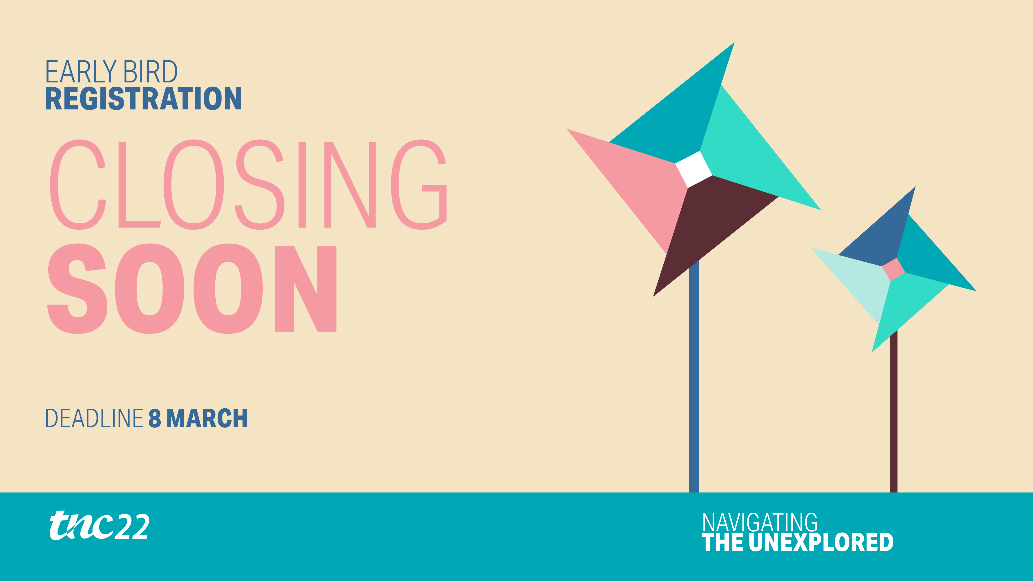 EARLY BIRD
REGISTRATION
CLOSING
SOON
DEADLINE 8 MARCH
tnc22
NAVIGATING
THE UNEXPLORED